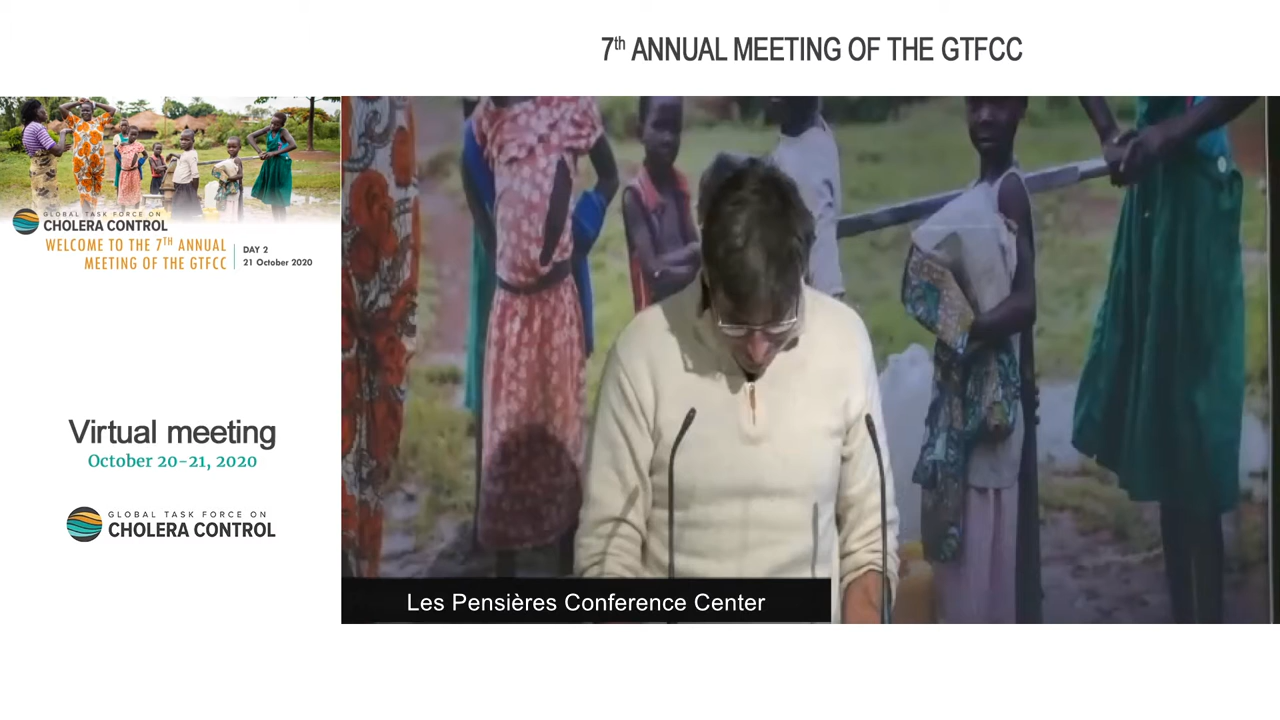 7th ANNUAL MEETING OF THE GTFCC
GLOBAL TASK FORCE ON
CHOLERA CONTROL
WELCOME TO THE 7TH ANNUAL
MEETING OF THE GTFCC
DAY 2
21 October 2020
Virtual meeting
October 20-21, 2020
GLOBAL TASK FORCE ON
CHOLERA CONTROL
Les Pensières Conference Center